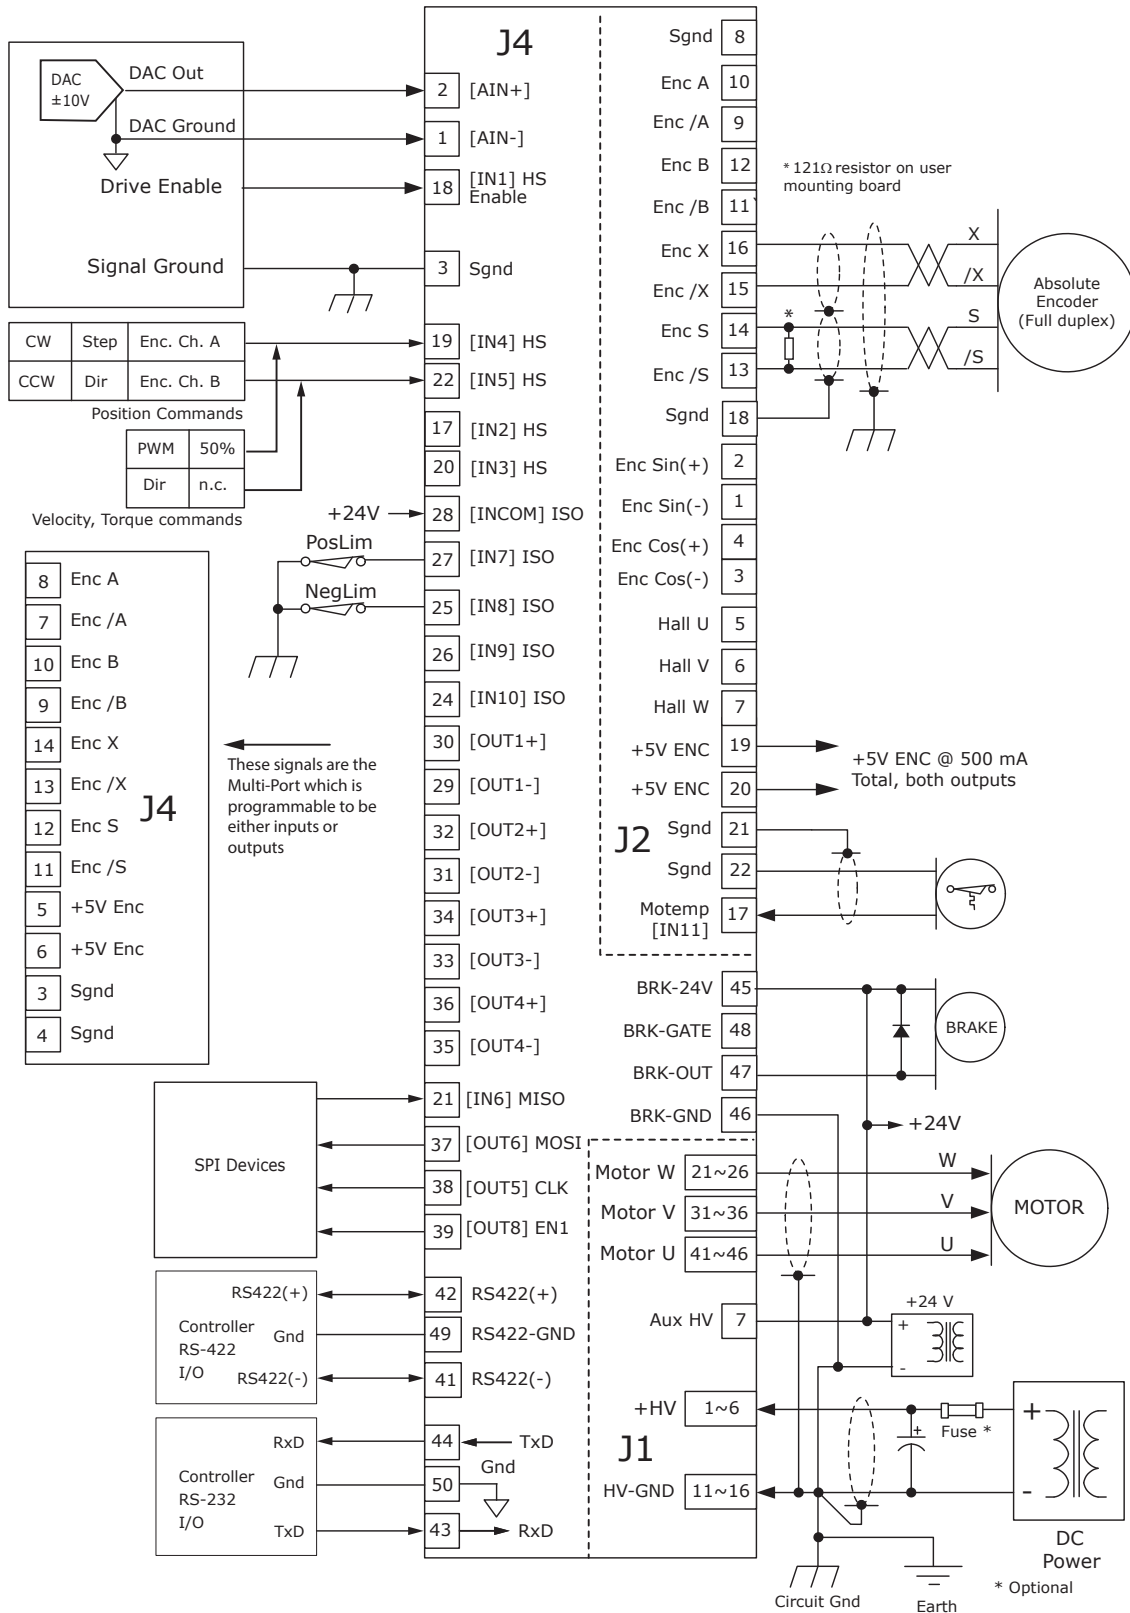 J4
DAC
±10V
DAC Out
DAC Ground
Drive Enable
Signal Ground
2 [AIN+]
1 [AIN-]
18 [IN1] HS
Enable
3 Sgnd
CW Step Enc. Ch. A
CCW Dir Enc. Ch. B
Position Commands
PWM 50%
Dir n.c.
Velocity, Torque commands
19 [IN4] HS
22 [IN5] HS
17 [IN2] HS
20 [IN3] HS
+24V
28 [INCOM] ISO
PosLim
27 [IN7] ISO
NegLim
25 [IN8] ISO
26 [IN9] ISO
24 [IN10] ISO
30 [OUT1+]
29 [OUT1-]
32 [OUT2+]
31 [OUT2-]
34 [OUT3+]
33 [OUT3-]
36 [OUT4+]
35 [OUT4-]
21 [IN6] MISO
37 [OUT6] MOSI
38 [OUT5] CLK
39 [OUT8] EN1
42 RS422(+)
49 RS422-GND
41 RS422(-)
44 TxD
50 Gnd
43 RxD
8 Enc A
7 Enc /A
10 Enc B
9 Enc /B
14 Enc X
13 Enc /X
12 Enc S
11 Enc /S
5 +5V Enc
6 +5V Enc
3 Sgnd
4 Sgnd
J4
These signals are the
Multi-Port which is
programmable to be
either inputs or
outputs
SPI Devices
RS422(+)
Controller
RS-422
I/O
Gnd
RS422(-)
RxD
Controller
RS-232
I/O
Gnd
TxD
Sgnd 8
Enc A 10
Enc /A 9
Enc B 12
Enc /B 11`
Enc X 16
Enc /X 15
Enc S 14
Enc /S 13
Sgnd 18
Enc Sin(+) 2
Enc Sin(-) 1
Enc Cos(+) 4
Enc Cos(-) 3
Hall U 5
Hall V 6
Hall W 7
+5V ENC 19
+5V ENC 20
J2
Sgnd 21
Sgnd 22
Motemp
[IN11] 17
* 121Ω resistor on user
mounting board
*
X
/X
S
/S
Absolute
Encoder
(Full duplex)
+5V ENC @ 500 mA
Total, both outputs
BRK-24V 45
BRK-GATE 48
BRK-OUT 47
BRK-GND 46
BRAKE
+24V
Motor W 21~26
Motor V 31~36
Motor U 41~46
W
V
U
MOTOR
Aux HV 7
+24 V
+
-
+HV 1~6
J1
HV-GND 11~16
+
Fuse *
+
-
DC
Power
* Optional
Circuit Gnd
Earth